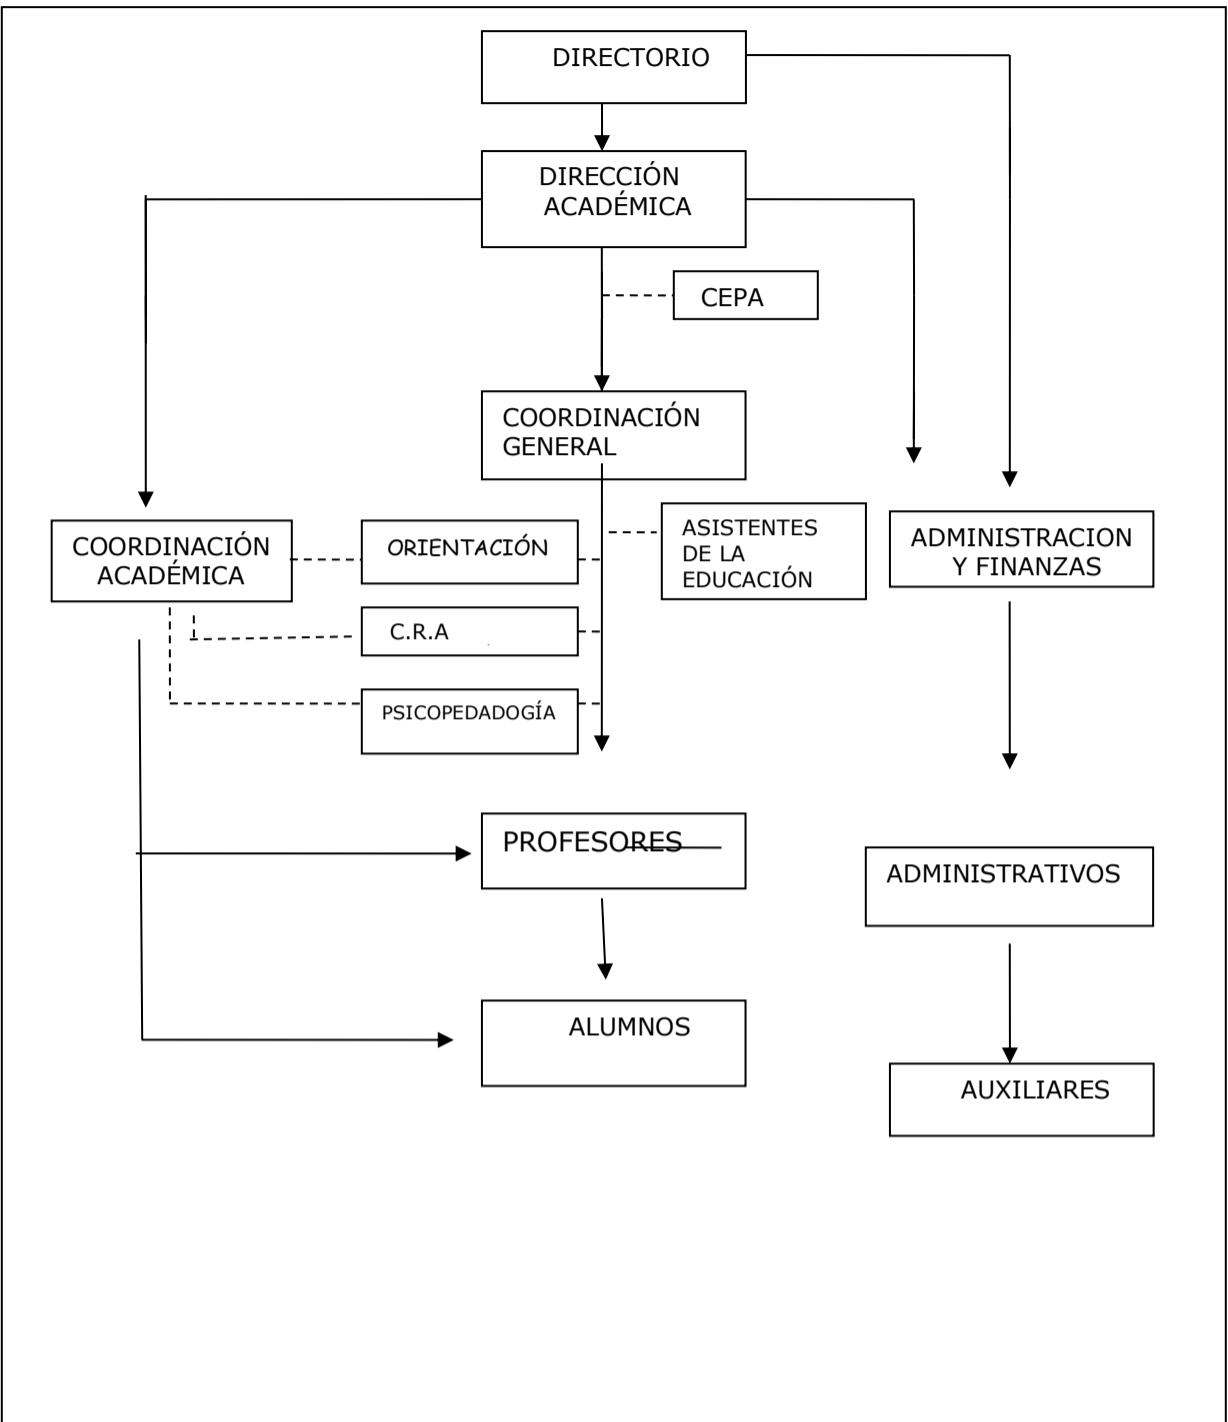 DIRECTORIO
DIRECCIÓN
ACADÉMICA
CEPA
COORDINACIÓN
GENERAL
COORDINACIÓN
ACADÉMICA
ORIENTACIÓN
ASISTENTES
DE LA
EDUCACIÓN
ADMINISTRACION
Y FINANZAS
C.R.A
PSICOPEDADOGÍA
PROFESORES
ADMINISTRATIVOS
ALUMNOS
AUXILIARES